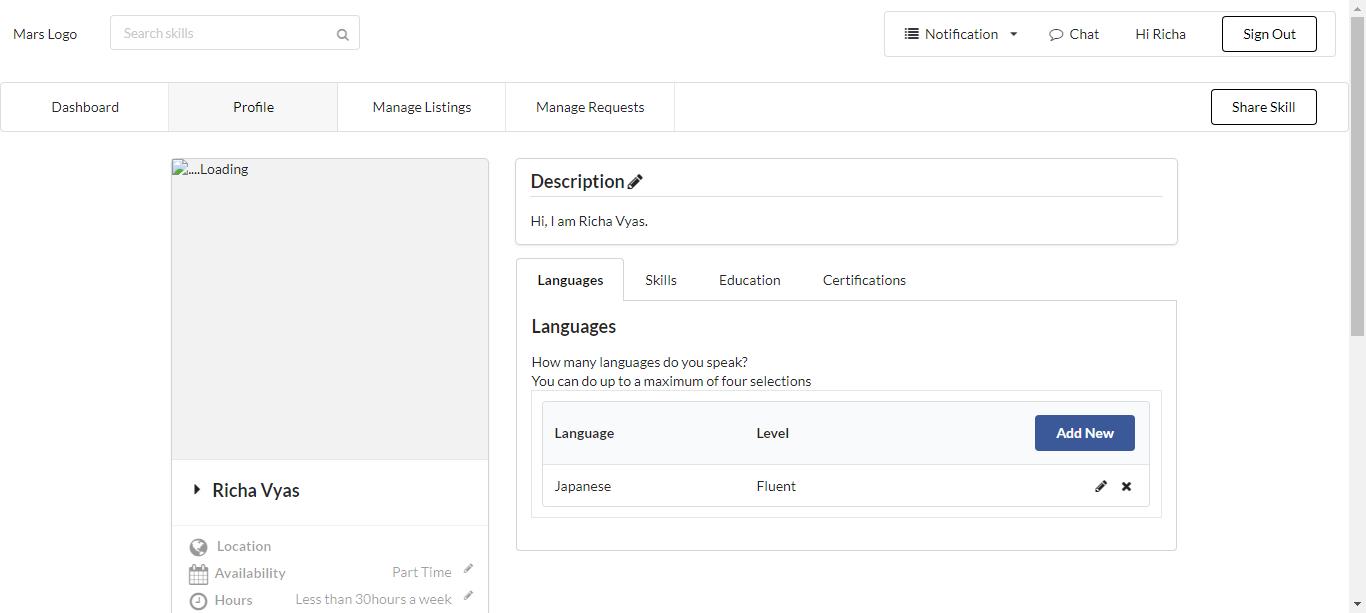 Mars Logo
Search skills
Notification
Chat
Hi Richa
Sign Out
Dashboard
Profile
Manage Listings
Manage Requests
Share Skill
....Loading
Richa Vyas
Location
Availability
Part Time
Hours
Less than 30hours a week
Description
Hi, I am Richa Vyas.
Languages
Skills
Education
Certifications
Languages
How many languages do you speak?
You can do up to a maximum of four selections
Language
Level
Add New
Japanese
Fluent